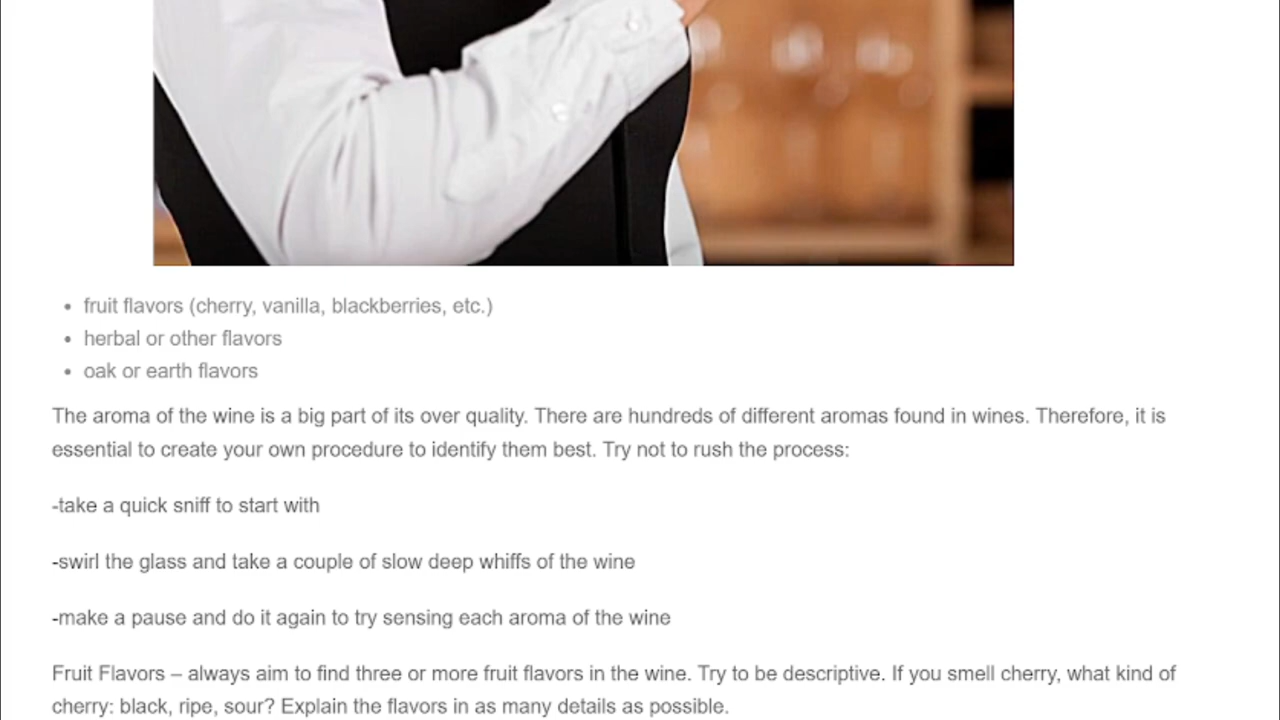 • fruit flavors (cherry, vanilla, blackberries, etc.)
• herbal or other flavors
• oak or earth flavors
The aroma of the wine is a big part of its over quality. There are hundreds of different aromas found in wines. Therefore, it is
essential to create your own procedure to identify them best. Try not to rush the process:
-take a quick sniff to start with
-swirl the glass and take a couple of slow deep whiffs of the wine
-make a pause and do it again to try sensing each aroma of the wine
Fruit Flavors – always aim to find three or more fruit flavors in the wine. Try to be descriptive. If you smell cherry, what kind of
cherry: black, ripe, sour? Explain the flavors in as many details as possible.